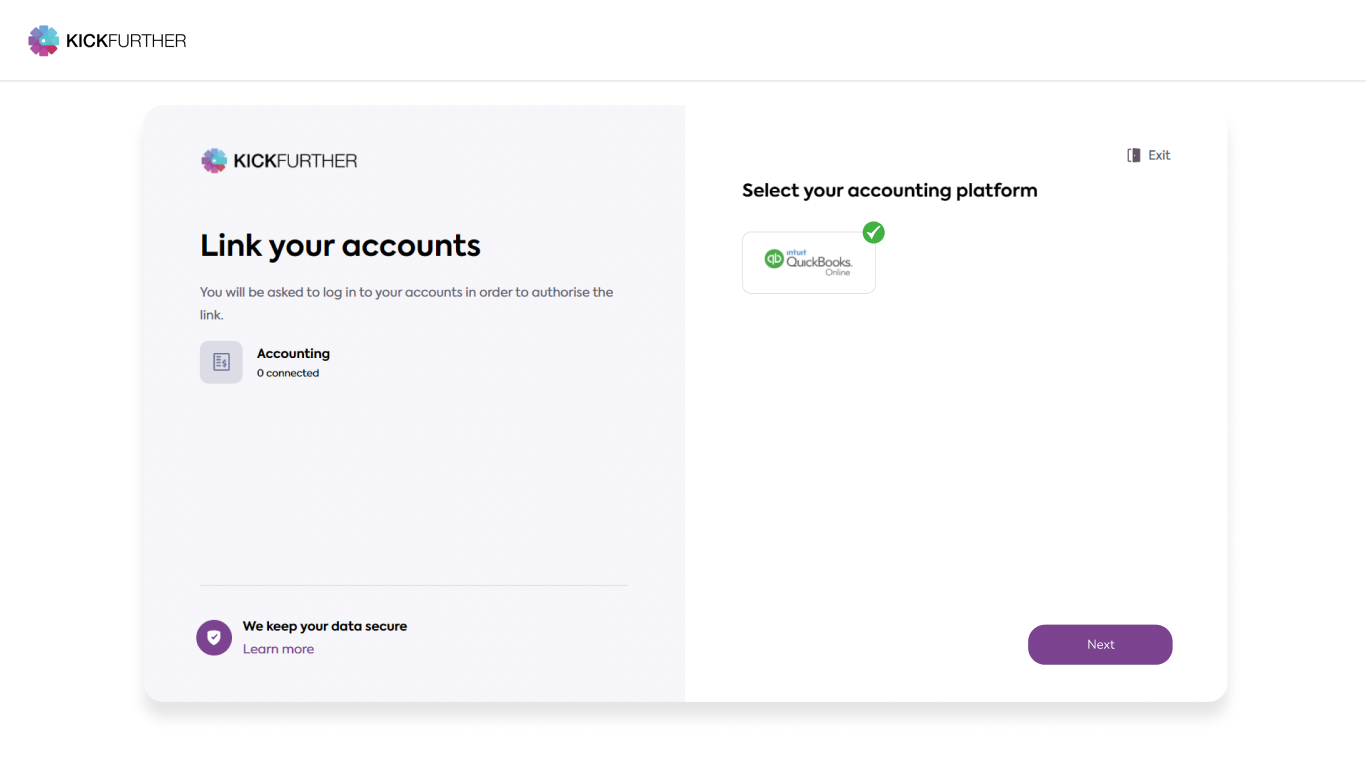 KICKFURTHER
KICKFURTHER
Link your accounts
You will be asked to log in to your accounts in order to authorise the
link.
Accounting
0 connected
We keep your data secure
Learn more
Exit
Select your accounting platform
qb
intuit
QuickBooks.
Online
Next